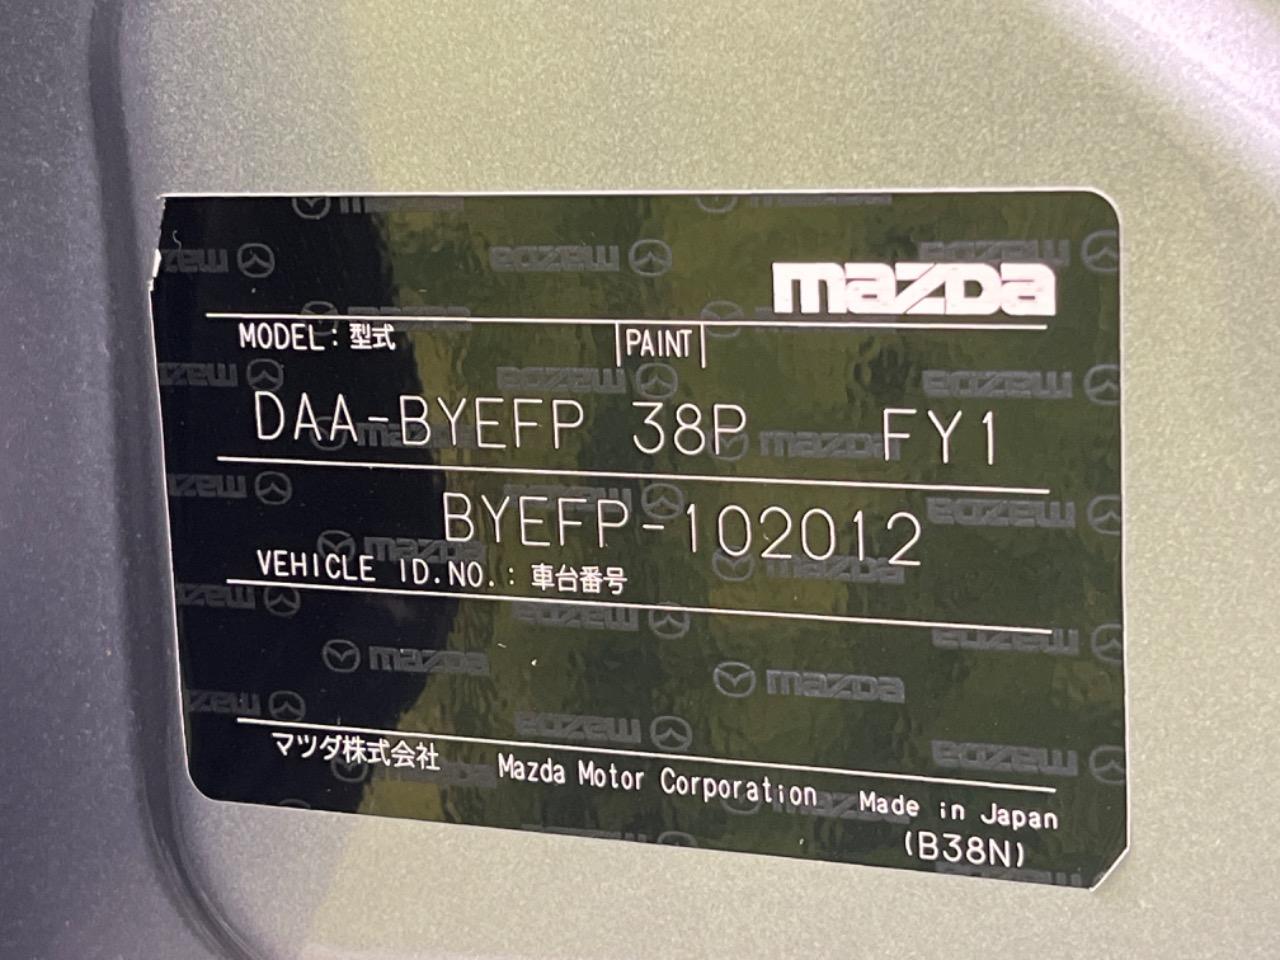 mazda
MODEL: 型式 PAINT
DAA-BYEFP 38P FY1
BYEFP-102012
VEHICLE ID.NO.: 車台番号
マツダ株式会社 Mazda Motor Corporation Made in Japan
(B38N)